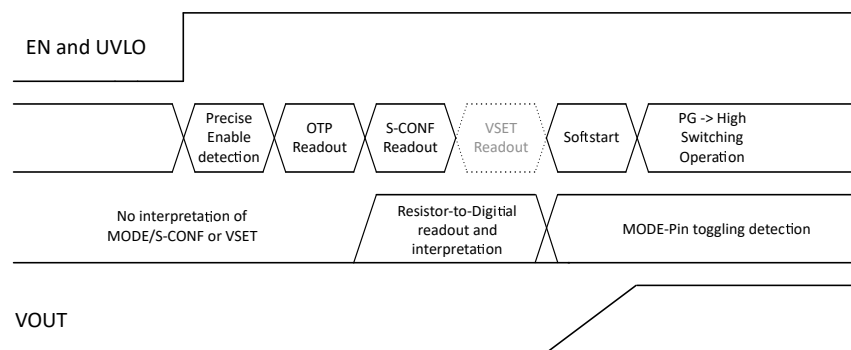 EN and UVLO
Precise
Enable
detection
OTP
Readout
S-CONF
Readout
VSET
Readout
Softstart
PG -> High
Switching
Operation
No interpretation of
MODE/S-CONF or VSET
Resistor-to-Digitial
readout and
interpretation
MODE-Pin toggling detection
VOUT